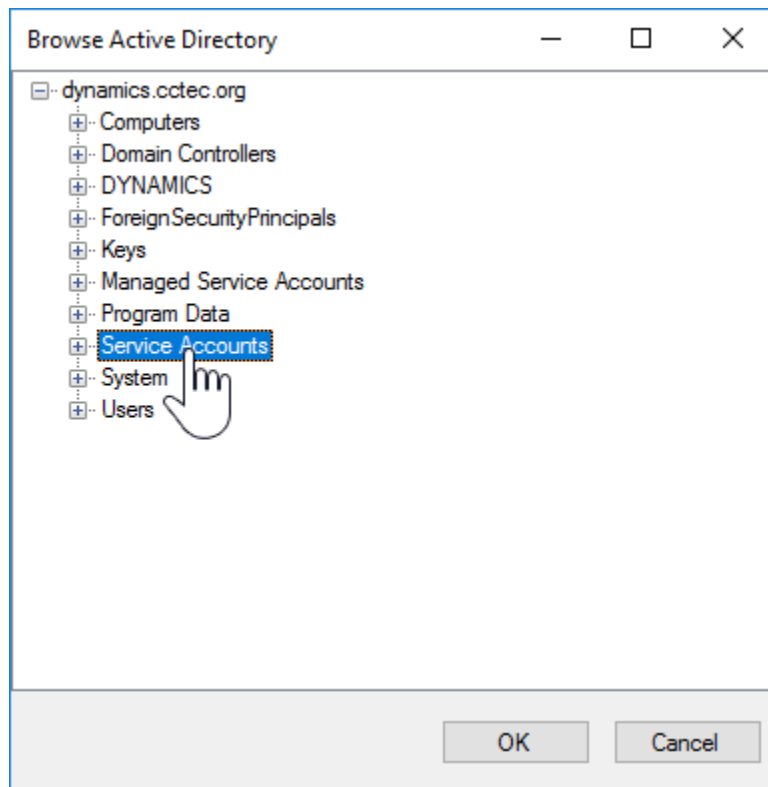 Browse Active Directory
dynamics.cctec.org
Computers
Domain Controllers
DYNAMICS
ForeignSecurityPrincipals
Keys
Managed Service Accounts
Program Data
Service Accounts
System
Users
OK
Cancel